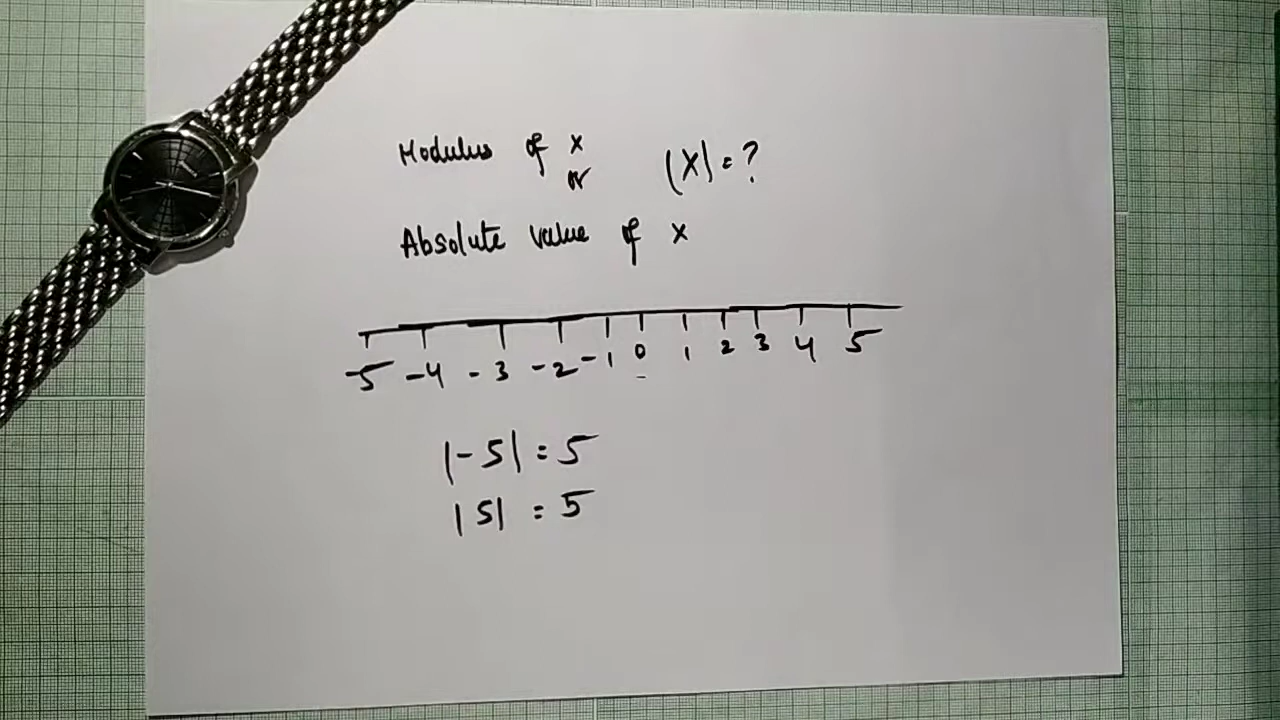 Modulus of x
or
|x| = ?
Absolute value of x
-5 -4 -3 -2 -1 0 1 2 3 4 5
|-5| = 5
|5| = 5